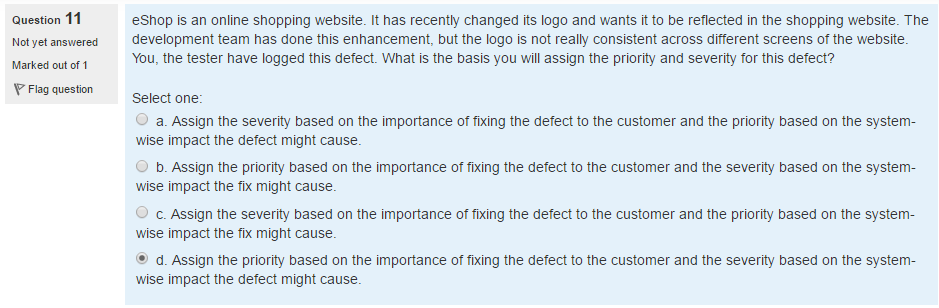 Question 11
Not yet answered
Marked out of 1
Flag question
eShop is an online shopping website. It has recently changed its logo and wants it to be reflected in the shopping website. The
development team has done this enhancement, but the logo is not really consistent across different screens of the website.
You, the tester have logged this defect. What is the basis you will assign the priority and severity for this defect?
Select one:
a. Assign the severity based on the importance of fixing the defect to the customer and the priority based on the system-
wise impact the defect might cause.
b. Assign the priority based on the importance of fixing the defect to the customer and the severity based on the system-
wise impact the fix might cause.
c. Assign the severity based on the importance of fixing the defect to the customer and the priority based on the system-
wise impact the fix might cause.
d. Assign the priority based on the importance of fixing the defect to the customer and the severity based on the system-
wise impact the defect might cause.